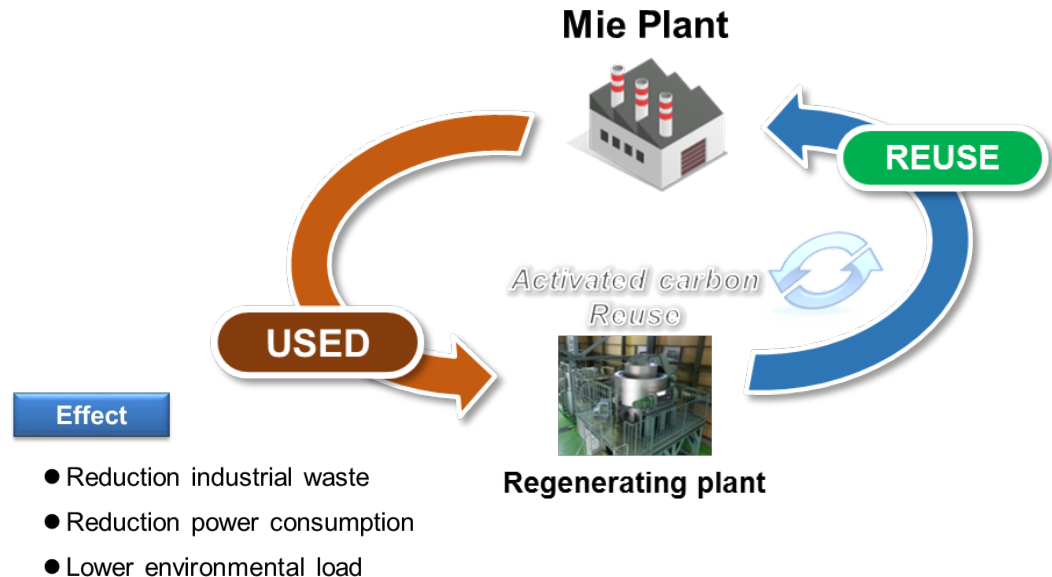 Mie Plant
REUSE
Activated carbon
Reuse
USED
Regenerating plant
Effect
● Reduction industrial waste
● Reduction power consumption
● Lower environmental load